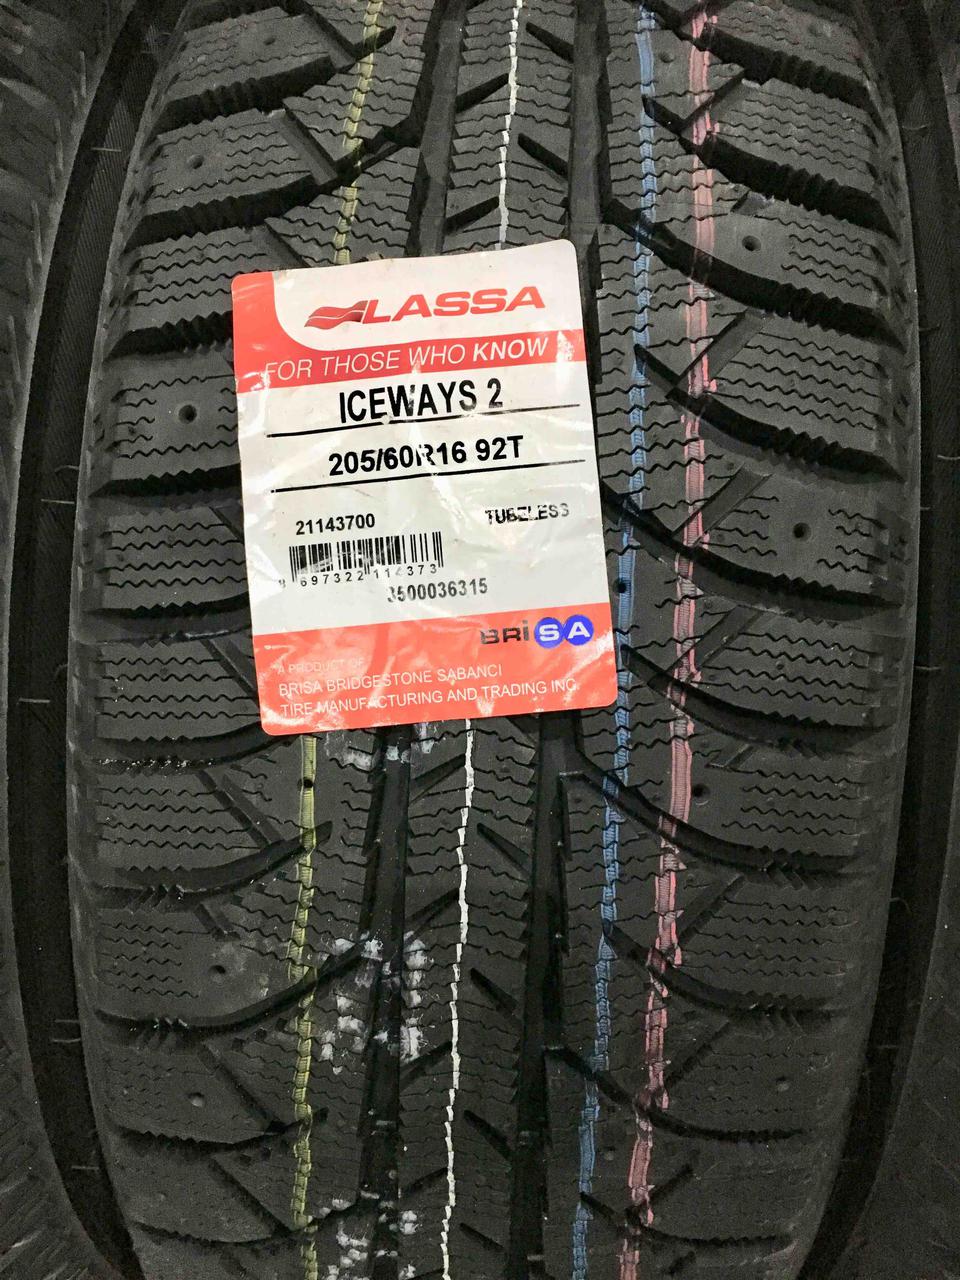 LASSA
FOR THOSE WHO KNOW
ICEWAYS 2
205/60R16 92T
21143700 TUBELESS
8 697322 114373
3500036315
BRiSA
A PRODUCT OF
BRISA BRIDGESTONE SABANCI
TIRE MANUFACTURING AND TRADING INC.